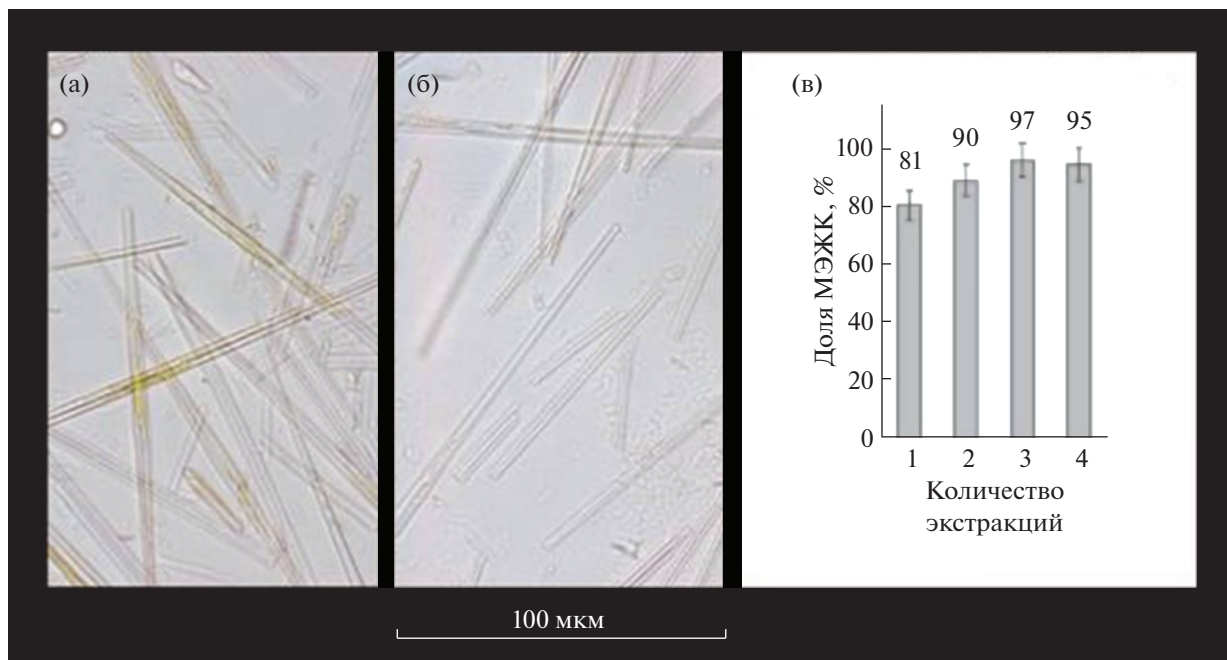 (а)
(б)
(в)
Доля МЭЖК, %
100
80
60
40
20
0
81
90
97
95
1 2 3 4
Количество
экстракций
100 мкм